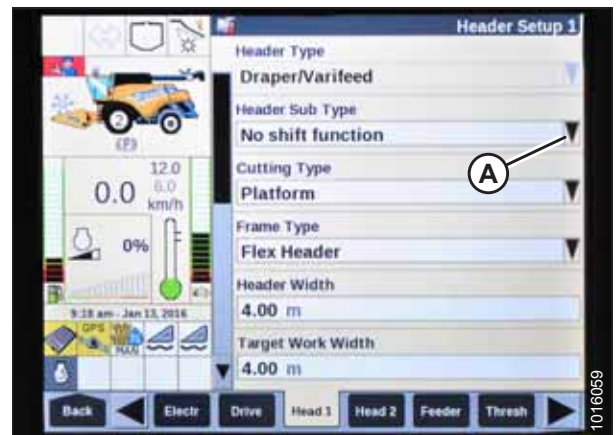 Header Setup 1
Header Type
Draper/Varifeed
Header Sub Type
No shift function
A
Cutting Type
Platform
Frame Type
Flex Header
Header Width
4.00 m
Target Work Width
4.00 m
2
(P)
12.0
6.0
0.0 km/h
0%
9:18 am - Jan 13, 2016
GPS
MAN
Back
Electr
Drive
Head 1
Head 2
Feeder
Thresh
1016059